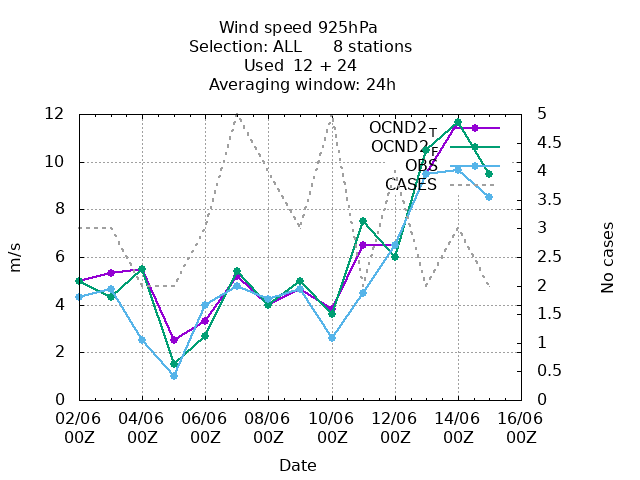 Wind speed 925hPa
Selection: ALL 8 stations
Used 12 + 24
Averaging window: 24h
12 5
OCND2_T
4.5
OCND2_F
10 OBS 4
CASES
3.5
8
3
6 2.5
2
4
1.5
2 1
0.5
0 0
02/06 04/06 06/06 08/06 10/06 12/06 14/06 16/06
00Z 00Z 00Z 00Z 00Z 00Z 00Z 00Z
Date
m/s
No cases